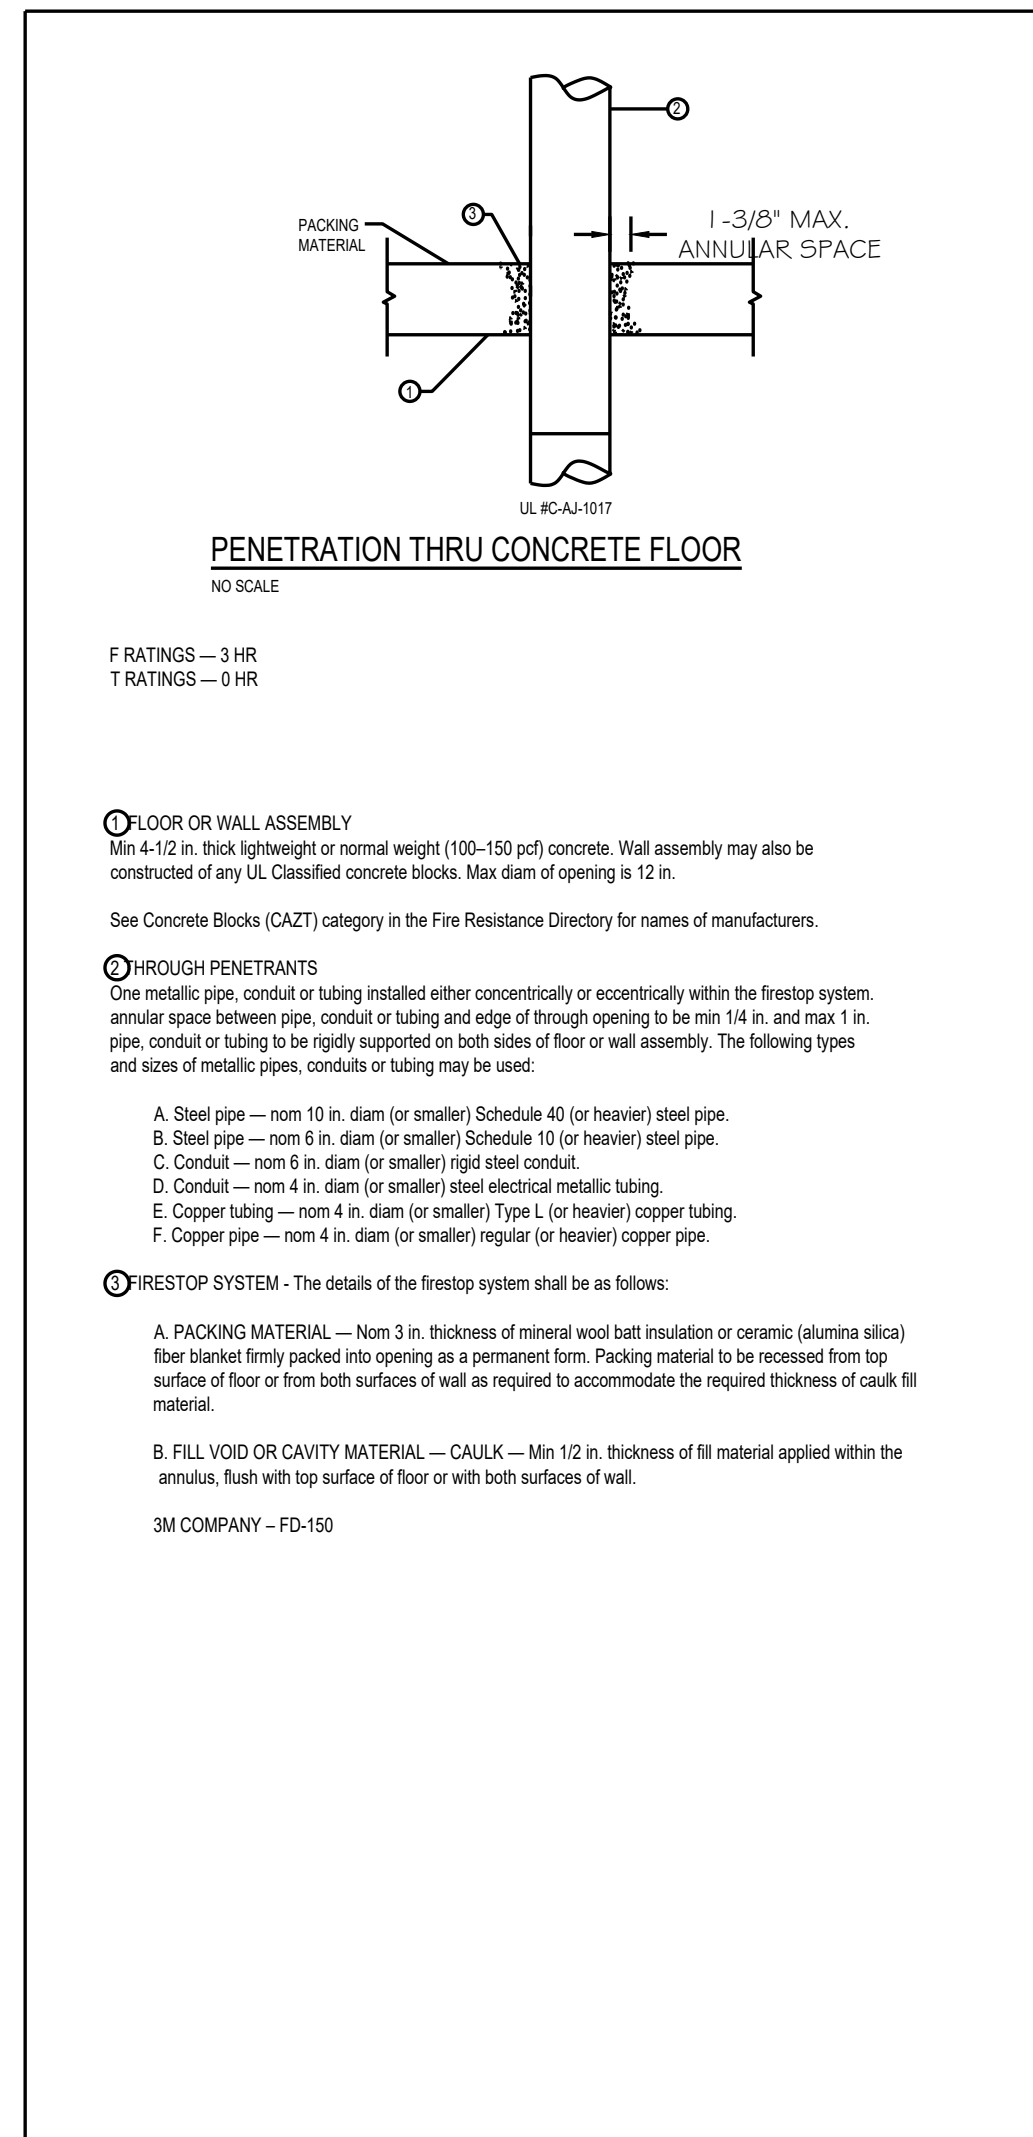 2
3
1 -3/8" MAX.
ANNULAR SPACE
PACKING
MATERIAL
1
UL #C-AJ-1017
PENETRATION THRU CONCRETE FLOOR
NO SCALE
F RATINGS — 3 HR
T RATINGS — 0 HR
1 FLOOR OR WALL ASSEMBLY
Min 4-1/2 in. thick lightweight or normal weight (100–150 pcf) concrete. Wall assembly may also be
constructed of any UL Classified concrete blocks. Max diam of opening is 12 in.
See Concrete Blocks (CAZT) category in the Fire Resistance Directory for names of manufacturers.
2 THROUGH PENETRANTS
One metallic pipe, conduit or tubing installed either concentrically or eccentrically within the firestop system.
annular space between pipe, conduit or tubing and edge of through opening to be min 1/4 in. and max 1 in.
pipe, conduit or tubing to be rigidly supported on both sides of floor or wall assembly. The following types
and sizes of metallic pipes, conduits or tubing may be used:
A. Steel pipe — nom 10 in. diam (or smaller) Schedule 40 (or heavier) steel pipe.
B. Steel pipe — nom 6 in. diam (or smaller) Schedule 10 (or heavier) steel pipe.
C. Conduit — nom 6 in. diam (or smaller) rigid steel conduit.
D. Conduit — nom 4 in. diam (or smaller) steel electrical metallic tubing.
E. Copper tubing — nom 4 in. diam (or smaller) Type L (or heavier) copper tubing.
F. Copper pipe — nom 4 in. diam (or smaller) regular (or heavier) copper pipe.
3 FIRESTOP SYSTEM - The details of the firestop system shall be as follows:
A. PACKING MATERIAL — Nom 3 in. thickness of mineral wool batt insulation or ceramic (alumina silica)
fiber blanket firmly packed into opening as a permanent form. Packing material to be recessed from top
surface of floor or from both surfaces of wall as required to accommodate the required thickness of caulk fill
material.
B. FILL VOID OR CAVITY MATERIAL — CAULK — Min 1/2 in. thickness of fill material applied within the
annulus, flush with top surface of floor or with both surfaces of wall.
3M COMPANY – FD-150